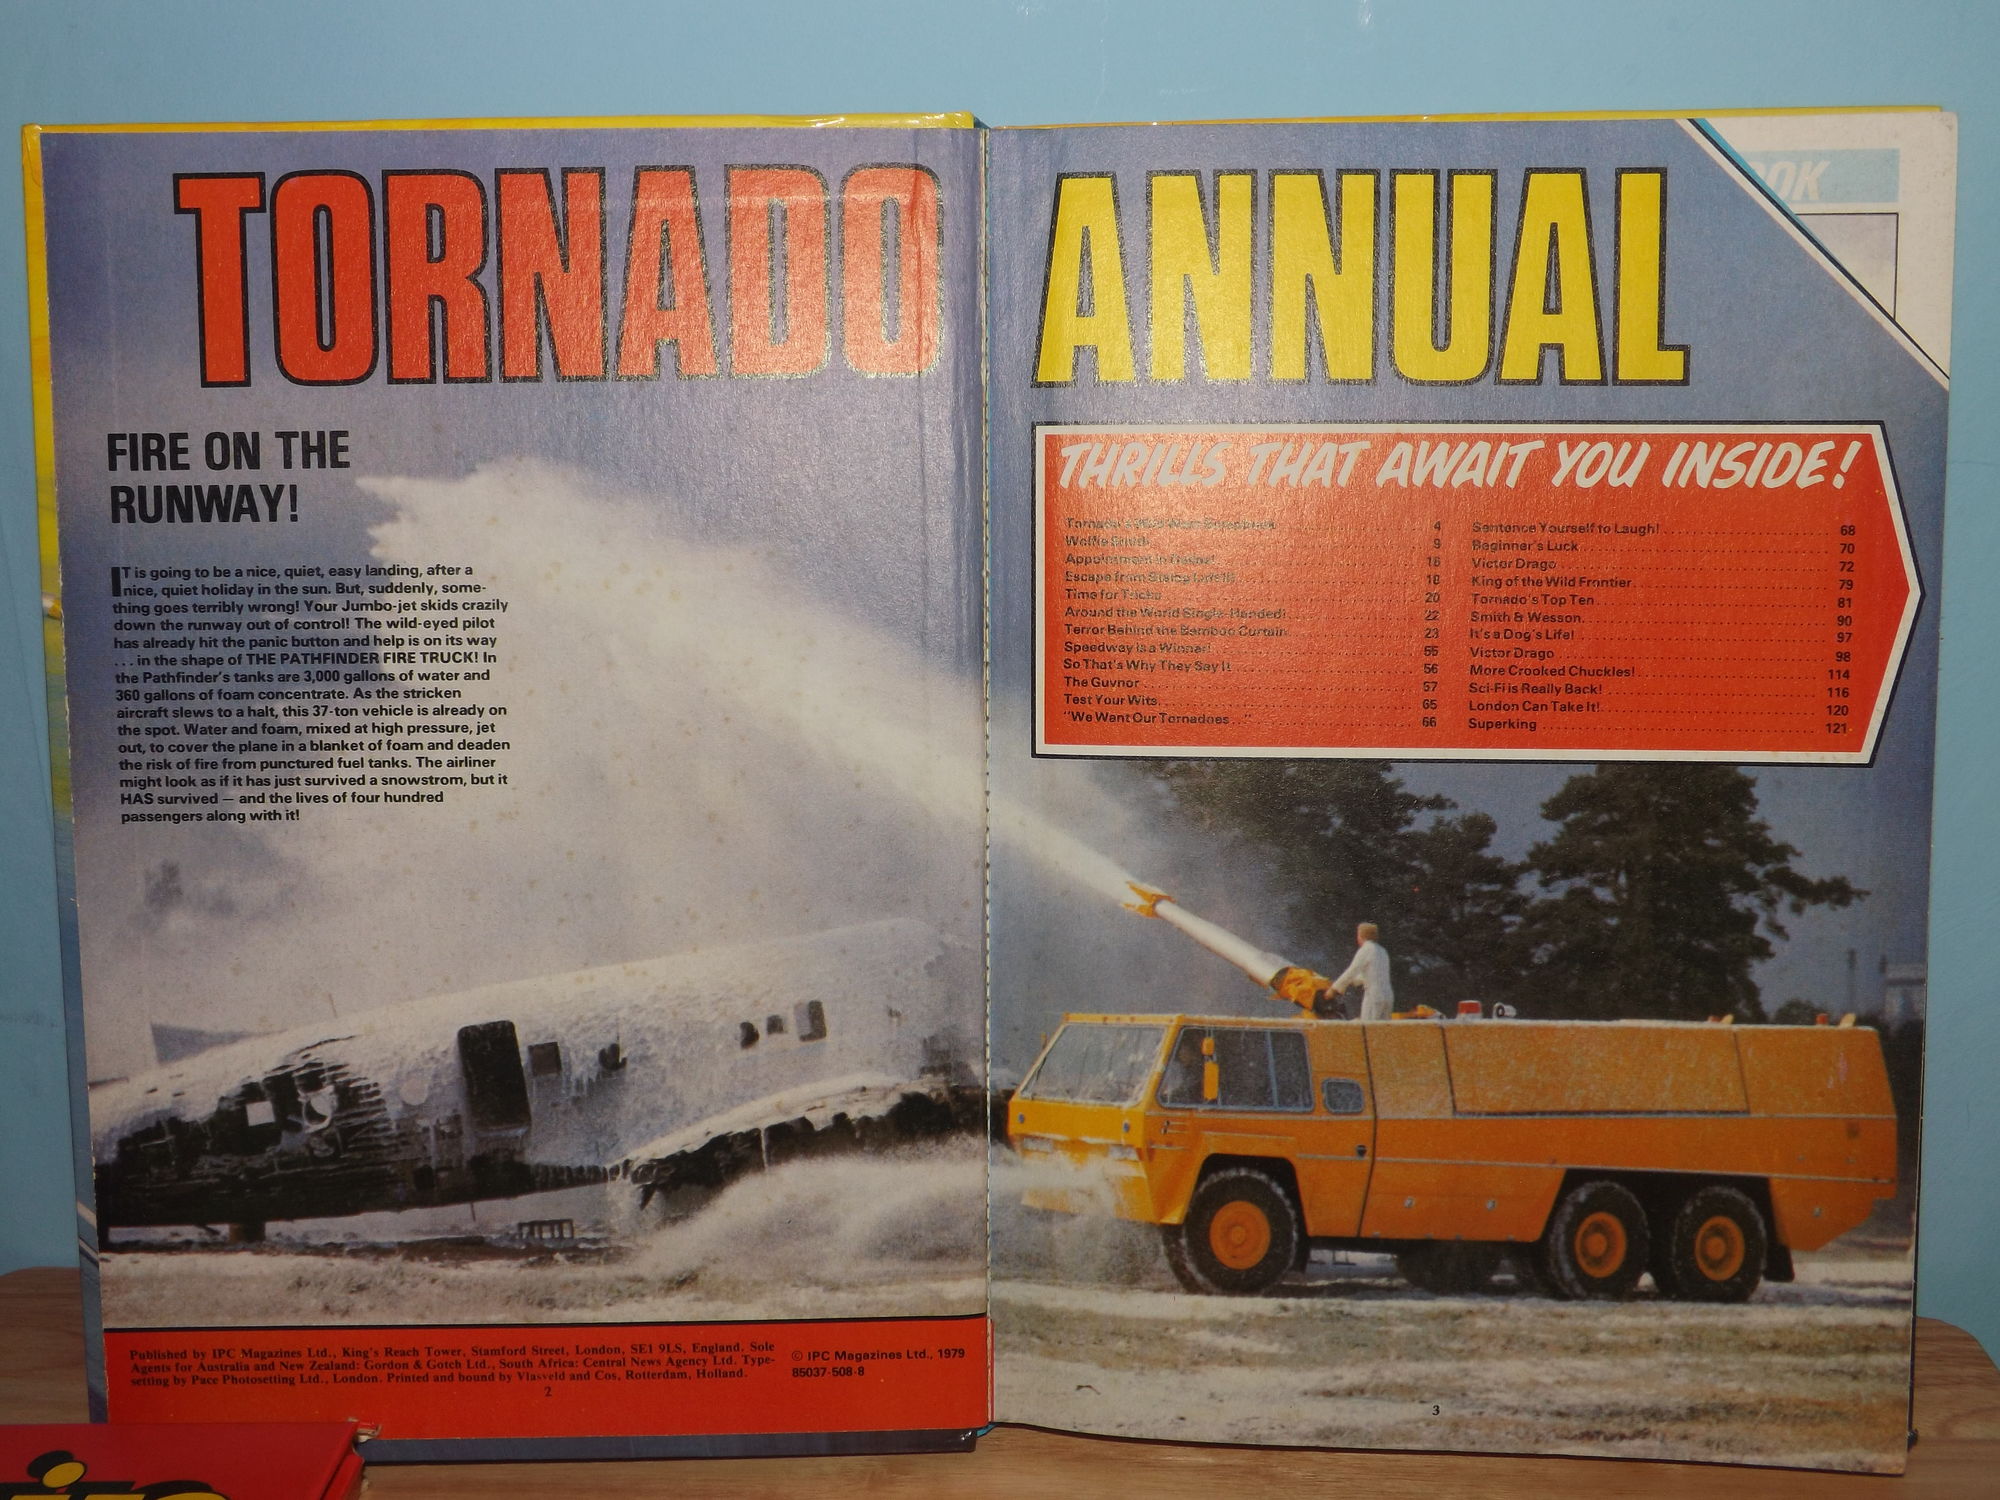 TORNADO ANNUAL
OK
FIRE ON THE
RUNWAY!
IT is going to be a nice, quiet, easy landing, after a
nice, quiet holiday in the sun. But, suddenly, some-
thing goes terribly wrong! Your Jumbo-jet skids crazily
down the runway out of control! The wild-eyed pilot
has already hit the panic button and help is on its way
... in the shape of THE PATHFINDER FIRE TRUCK! In
the Pathfinder's tanks are 3,000 gallons of water and
360 gallons of foam concentrate. As the stricken
aircraft slews to a halt, this 37-ton vehicle is already on
the spot. Water and foam, mixed at high pressure, jet
out, to cover the plane in a blanket of foam and deaden
the risk of fire from punctured fuel tanks. The airliner
might look as if it has just survived a snowstrom, but it
HAS survived — and the lives of four hundred
passengers along with it!
Published by IPC Magazines Ltd., King's Reach Tower, Stamford Street, London, SE1 9LS, England. Sole
Agents for Australia and New Zealand: Gordon & Gotch Ltd., South Africa: Central News Agency Ltd. Type-
setting by Pace Photosetting Ltd., London. Printed and bound by Vlasveld and Cos, Rotterdam, Holland.
© IPC Magazines Ltd., 1979
85037-508-8
2
THRILLS THAT AWAIT YOU INSIDE!
Tornado's Wild West 4
Wolfie Smith 9
Appointment 16
Escape from 18
Time for Tricks 20
Around the World Single-Handed! 22
Terror Behind the Bamboo Curtain 23
Speedway is a Winner! 55
So That's Why They Say It 56
The Guvnor 57
Test Your Wits 65
"We Want Our Tornadoes..." 66
Sentence Yourself to Laugh! 68
Beginner's Luck 70
Victor Drago 72
King of the Wild Frontier 79
Tornado's Top Ten 81
Smith & Wesson 90
It's a Dog's Life! 97
Victor Drago 98
More Crooked Chuckles! 114
Sci-Fi is Really Back! 116
London Can Take It! 120
Superking 121
3